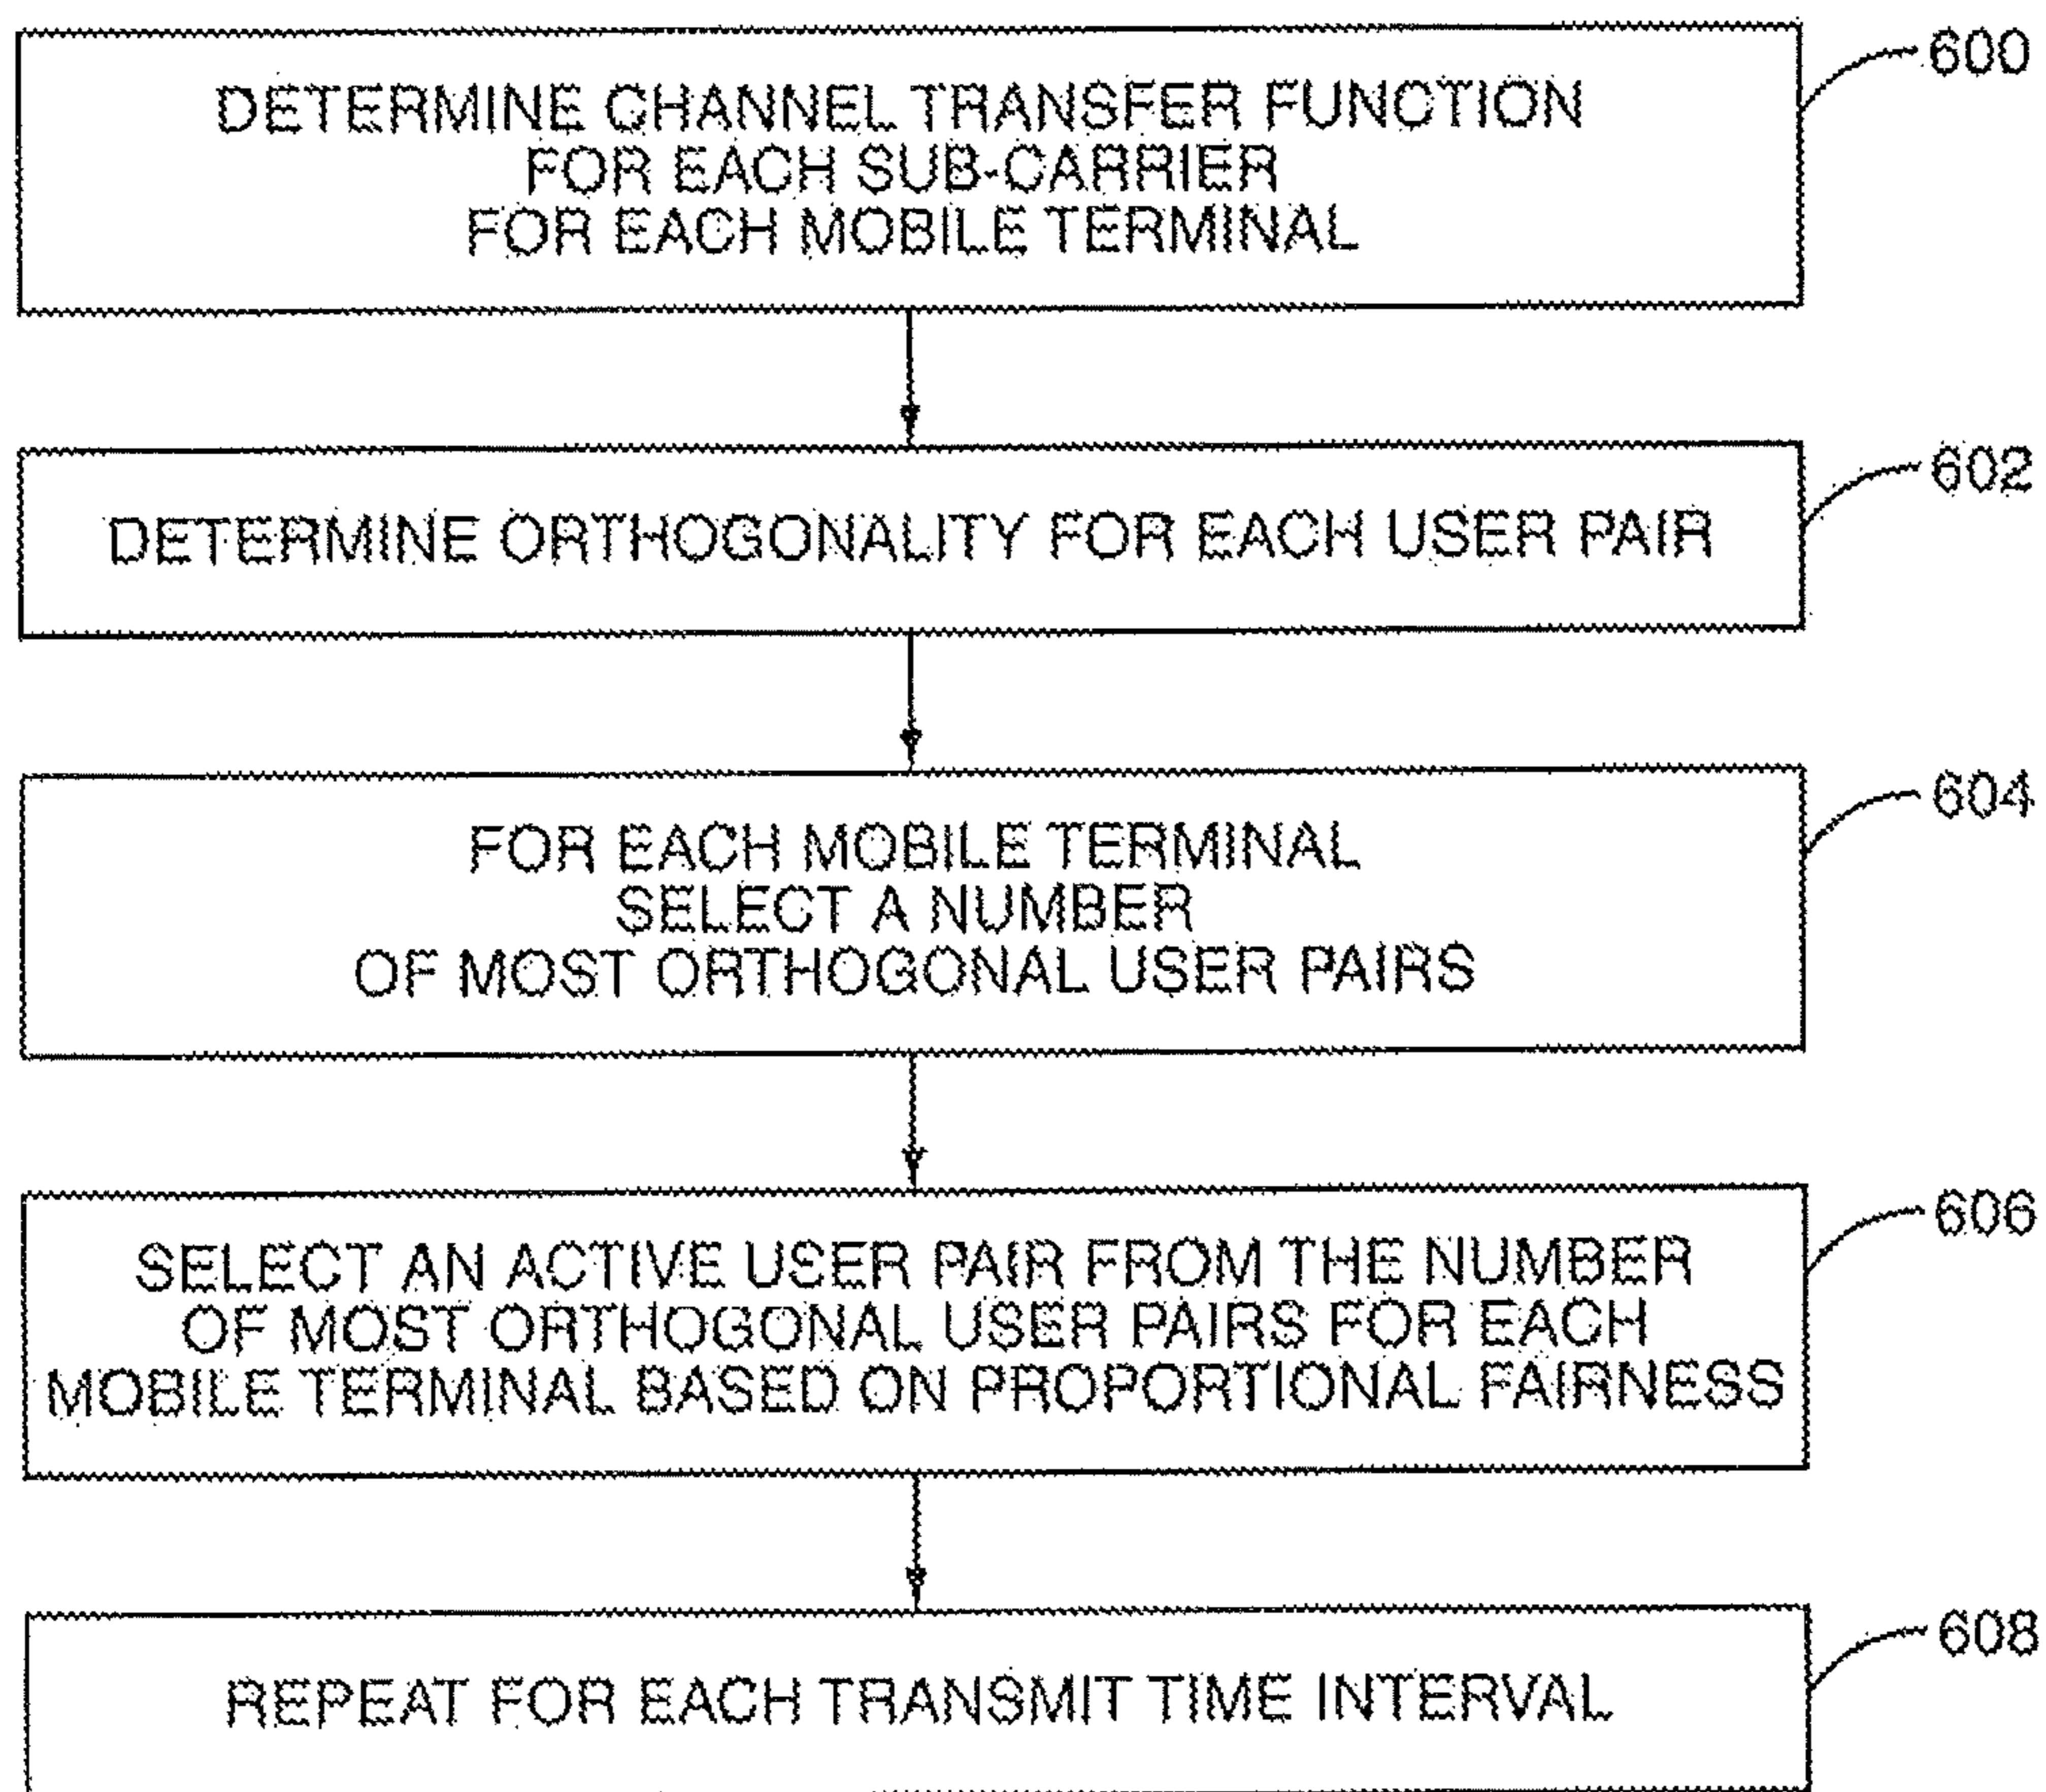 DETERMINE CHANNEL TRANSFER FUNCTION
FOR EACH SUB-CARRIER
FOR EACH MOBILE TERMINAL
600
DETERMINE ORTHOGONALITY FOR EACH USER PAIR
602
FOR EACH MOBILE TERMINAL
SELECT A NUMBER
OF MOST ORTHOGONAL USER PAIRS
604
SELECT AN ACTIVE USER PAIR FROM THE NUMBER
OF MOST ORTHOGONAL USER PAIRS FOR EACH
MOBILE TERMINAL BASED ON PROPORTIONAL FAIRNESS
606
REPEAT FOR EACH TRANSMIT TIME INTERVAL
608